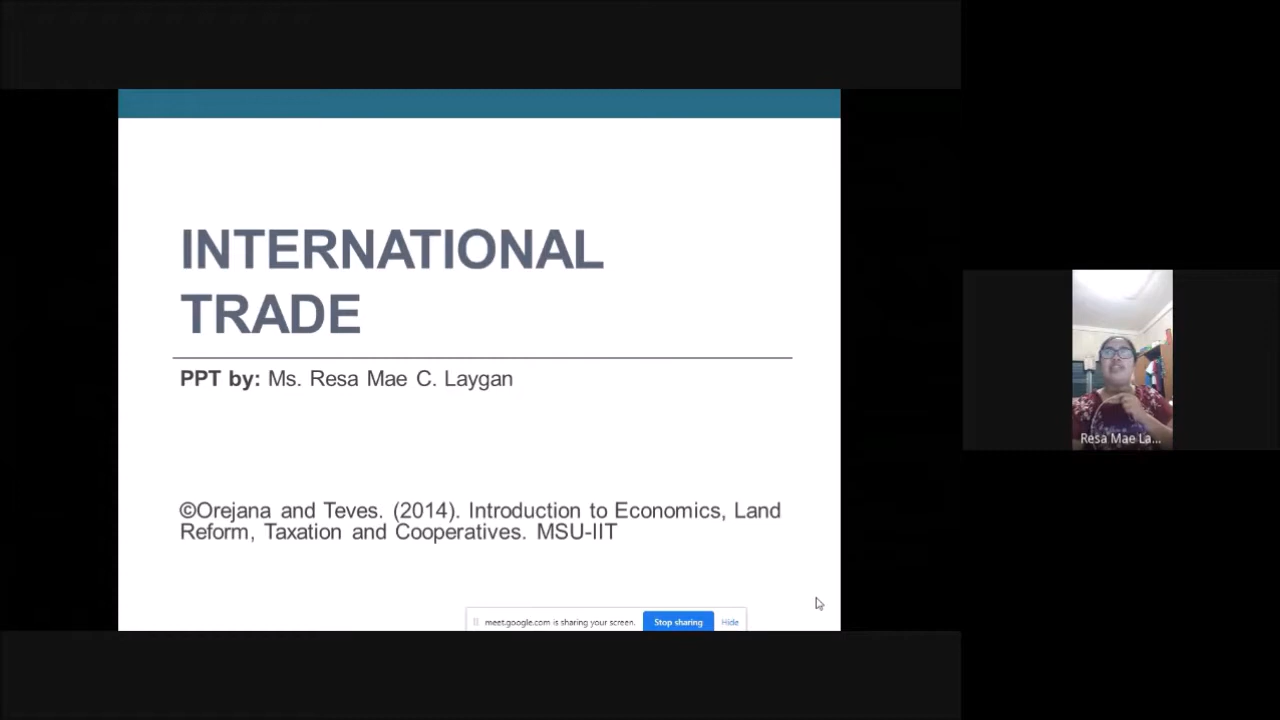 INTERNATIONAL
TRADE
PPT by: Ms. Resa Mae C. Laygan
©Orejana and Teves. (2014). Introduction to Economics, Land
Reform, Taxation and Cooperatives. MSU-IIT
meet.google.com is sharing your screen. Stop sharing Hide
Resa Mae La...